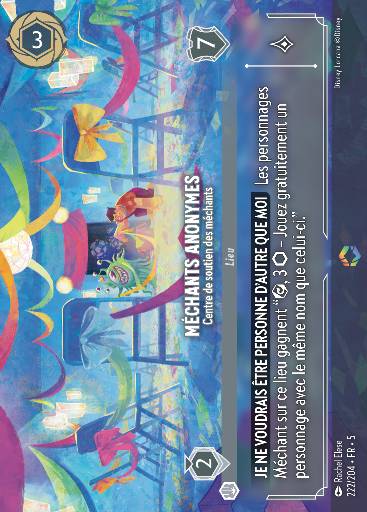 3
7
MÉCHANTS ANONYMES
Centre de soutien des méchants
2
Lieu
JE NE VOUDRAIS ÊTRE PERSONNE D'AUTRE QUE MOI Les personnages
Méchant sur ce lieu gagnent “, 3 – Jouez gratuitement un
personnage avec le même nom que celui-ci.”
Rachel Elese
222/204 • FR • 5